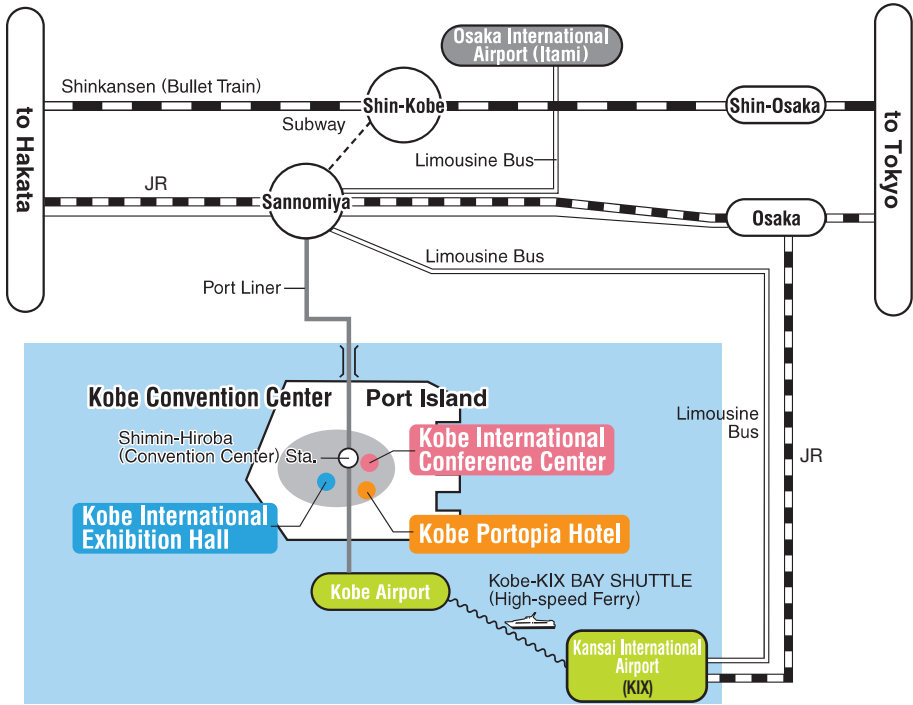 Osaka International
Airport (Itami)
Shinkansen (Bullet Train)
Shin-Kobe
Shin-Osaka
to Hakata
to Tokyo
Subway
Limousine Bus
JR
Sannomiya
Osaka
Limousine Bus
Port Liner
Kobe Convention Center
Port Island
Shimin-Hiroba
(Convention Center) Sta.
Kobe International
Conference Center
Limousine
Bus
JR
Kobe International
Exhibition Hall
Kobe Portopia Hotel
Kobe Airport
Kobe-KIX BAY SHUTTLE
(High-speed Ferry)
Kansai International
Airport
(KIX)